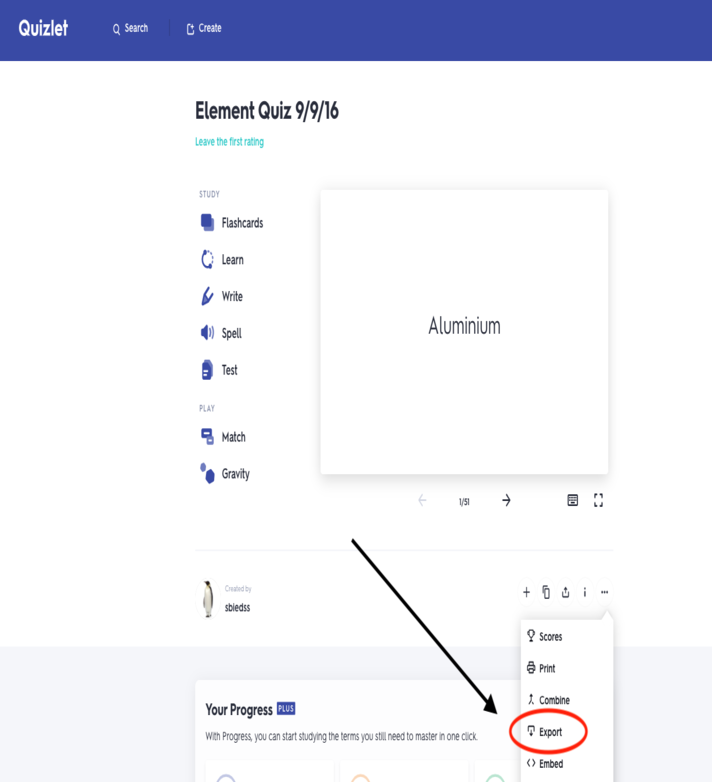 Quizlet
Search
Create
Element Quiz 9/9/16
Leave the first rating
STUDY
Flashcards
Learn
Write
Spell
Test
PLAY
Match
Gravity
Aluminium
1/51
Created by
sbiedss
Scores
Print
Combine
Export
Embed
Your Progress PLUS
With Progress, you can start studying the terms you still need to master in one click.